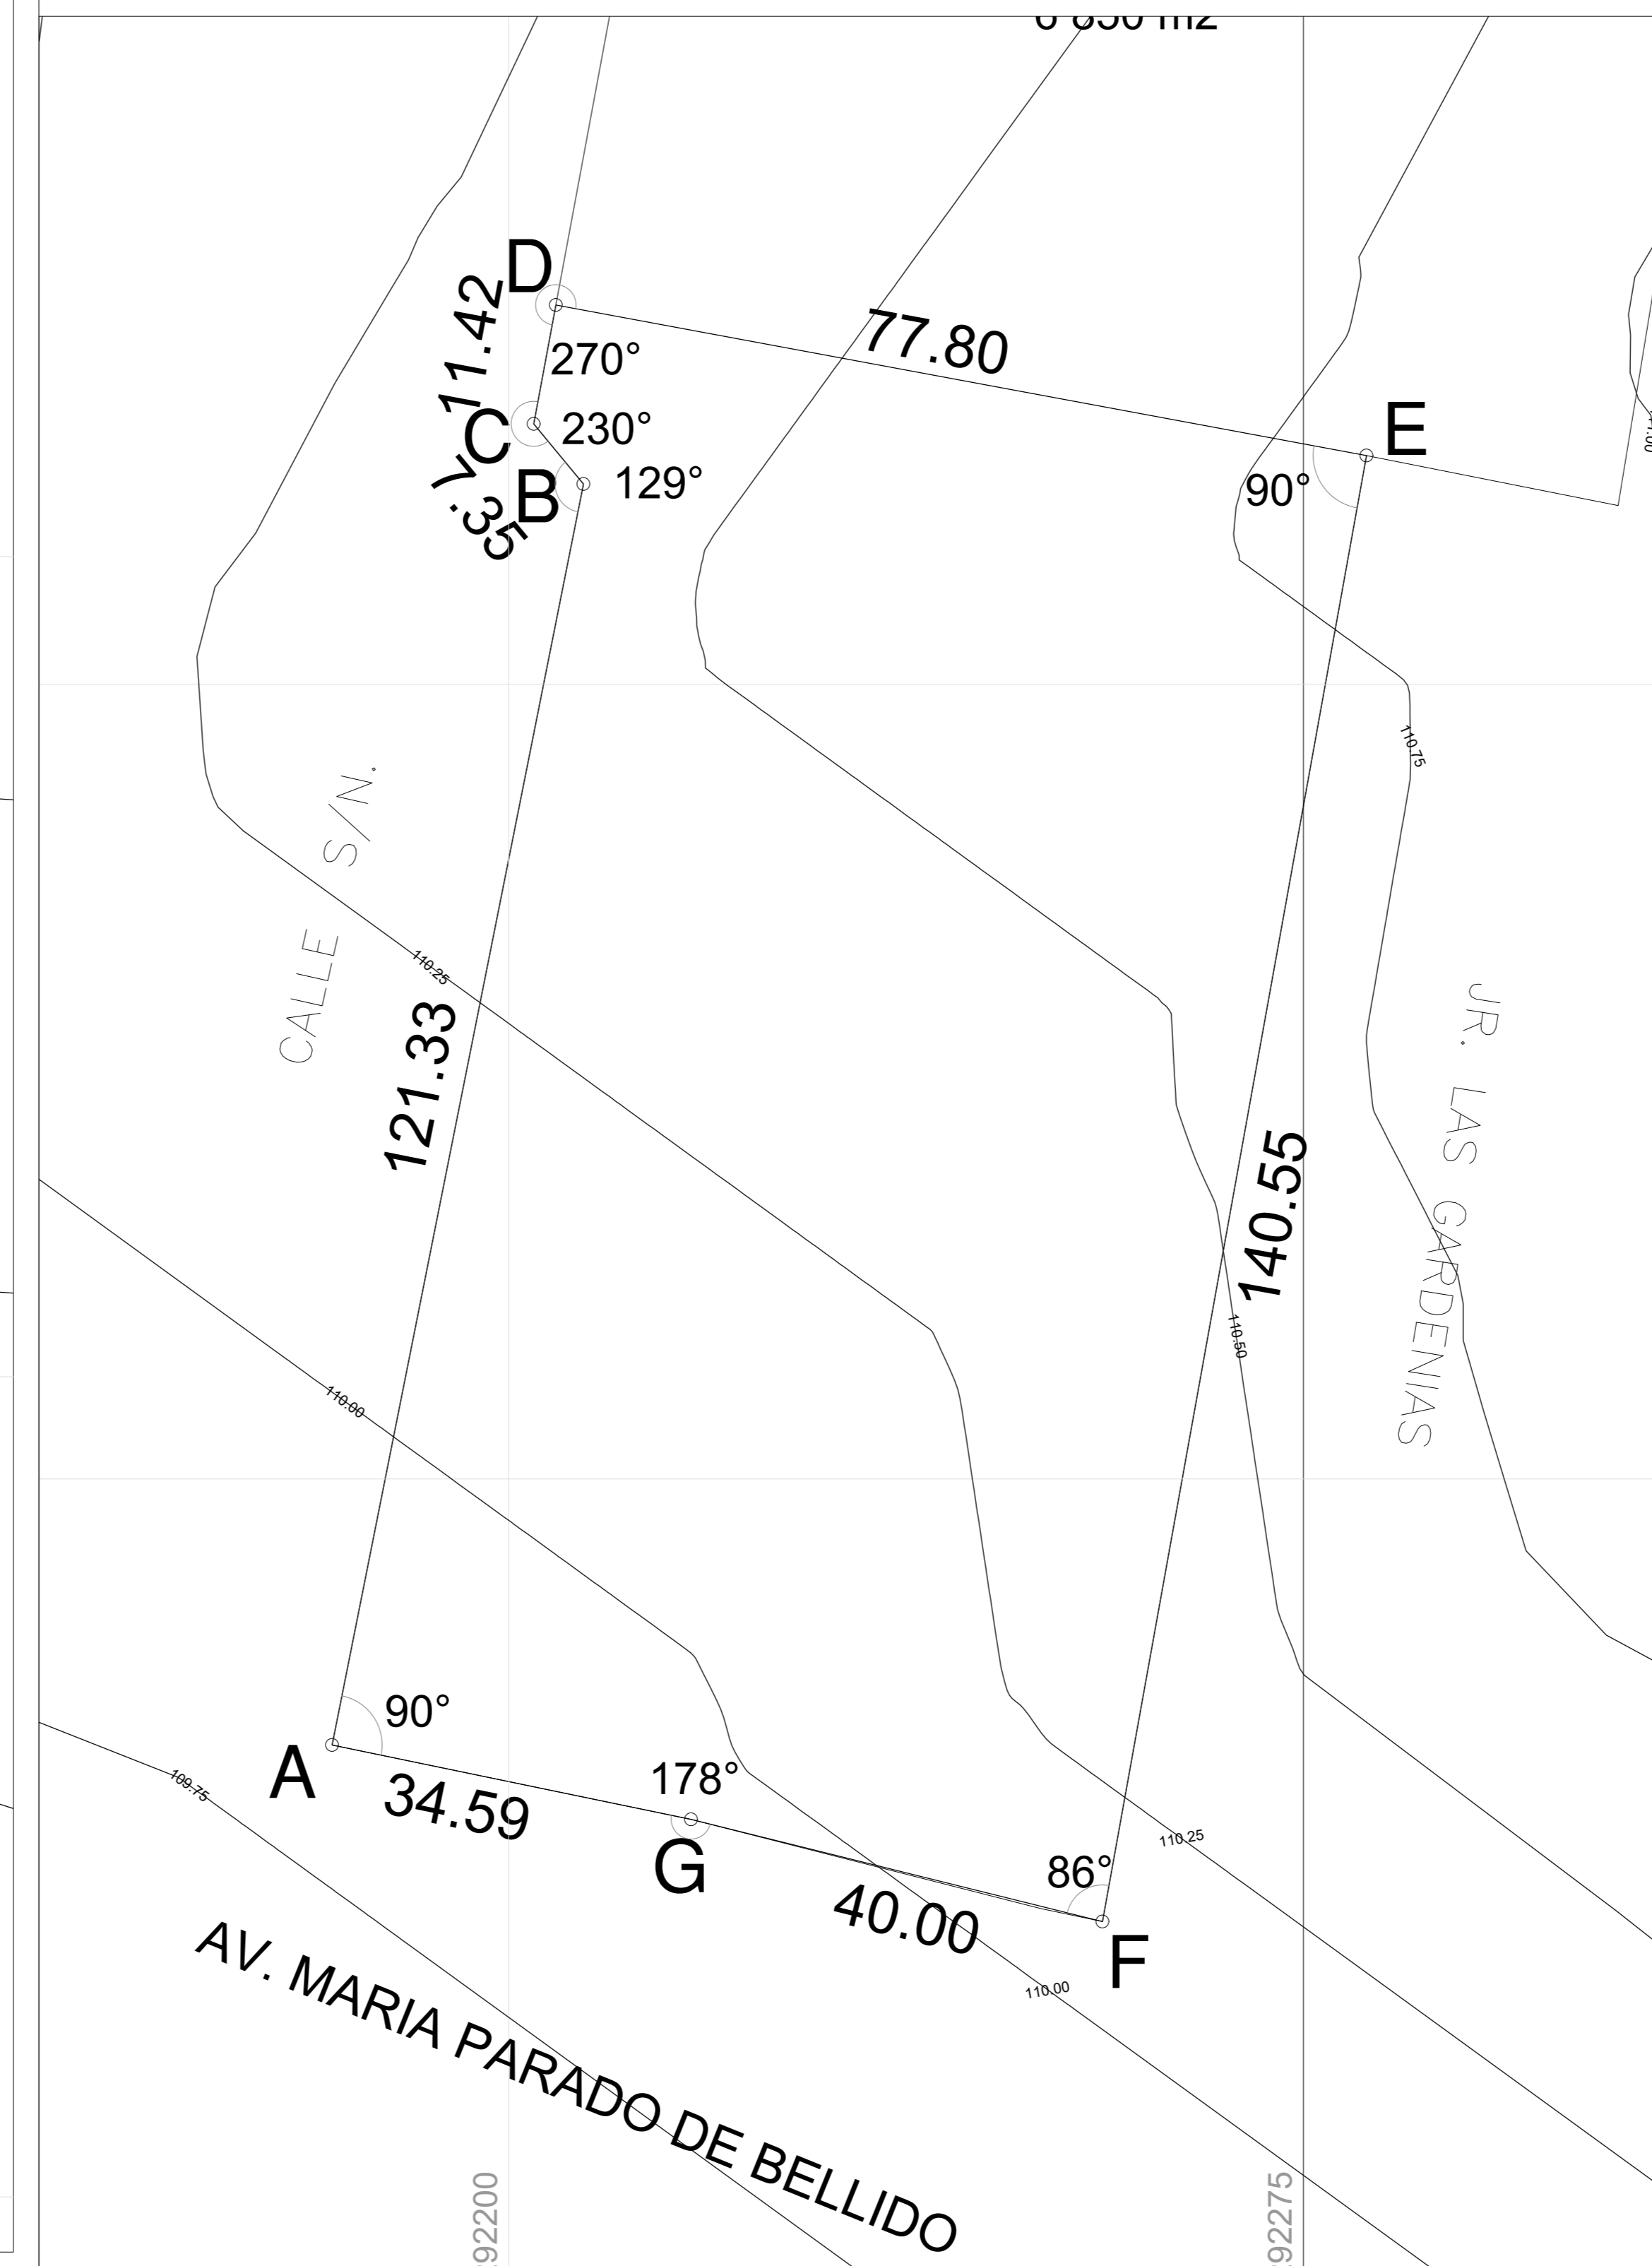 D
11.42
270°
77.80
C
230°
E
7.35
B
129°
90°
110.75
S/N.
CALLE
110.25
121.33
JR. LAS GARDENIAS
140.55
110.50
110.00
A
90°
34.59
178°
G
86°
110.25
40.00
F
110.00
109.75
AV. MARIA PARADO DE BELLIDO
92200
92275